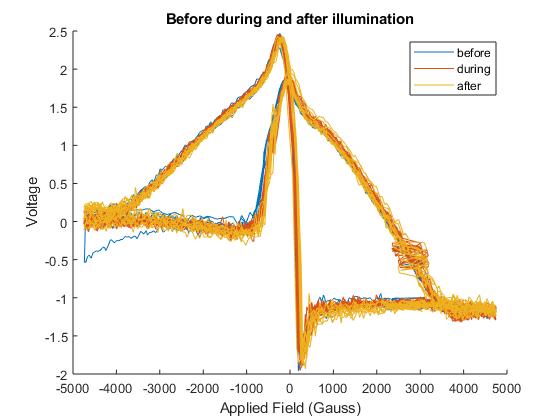 Before during and after illumination
2.5
2
1.5
1
0.5
0
-0.5
-1
-1.5
-2
Voltage
before
during
after
-5000 -4000 -3000 -2000 -1000 0 1000 2000 3000 4000 5000
Applied Field (Gauss)